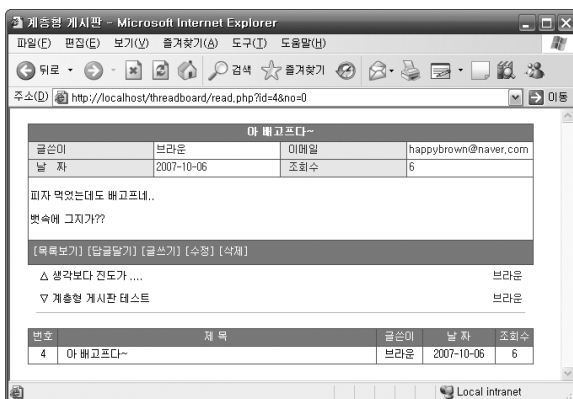 계층형 게시판 - Microsoft Internet Explorer
파일(F) 편집(E) 보기(V) 즐겨찾기(A) 도구(T) 도움말(H)
뒤로 검색 즐겨찾기
주소(D) http://localhost/threadboard/read.php?id=4&no=0 이동
아 배고프다~
글쓴이 브라운 이메일 happybrown@naver.com
날 짜 2007-10-06 조회수 6
피자 먹었는데도 배고프네..
뱃속에 그지가??
[목록보기] [답글달기] [글쓰기] [수정] [삭제]
△ 생각보다 진도가 .... 브라운
▽ 계층형 게시판 테스트 브라운
번호 제 목 글쓴이 날 짜 조회수
4 아 배고프다~ 브라운 2007-10-06 6
Local intranet